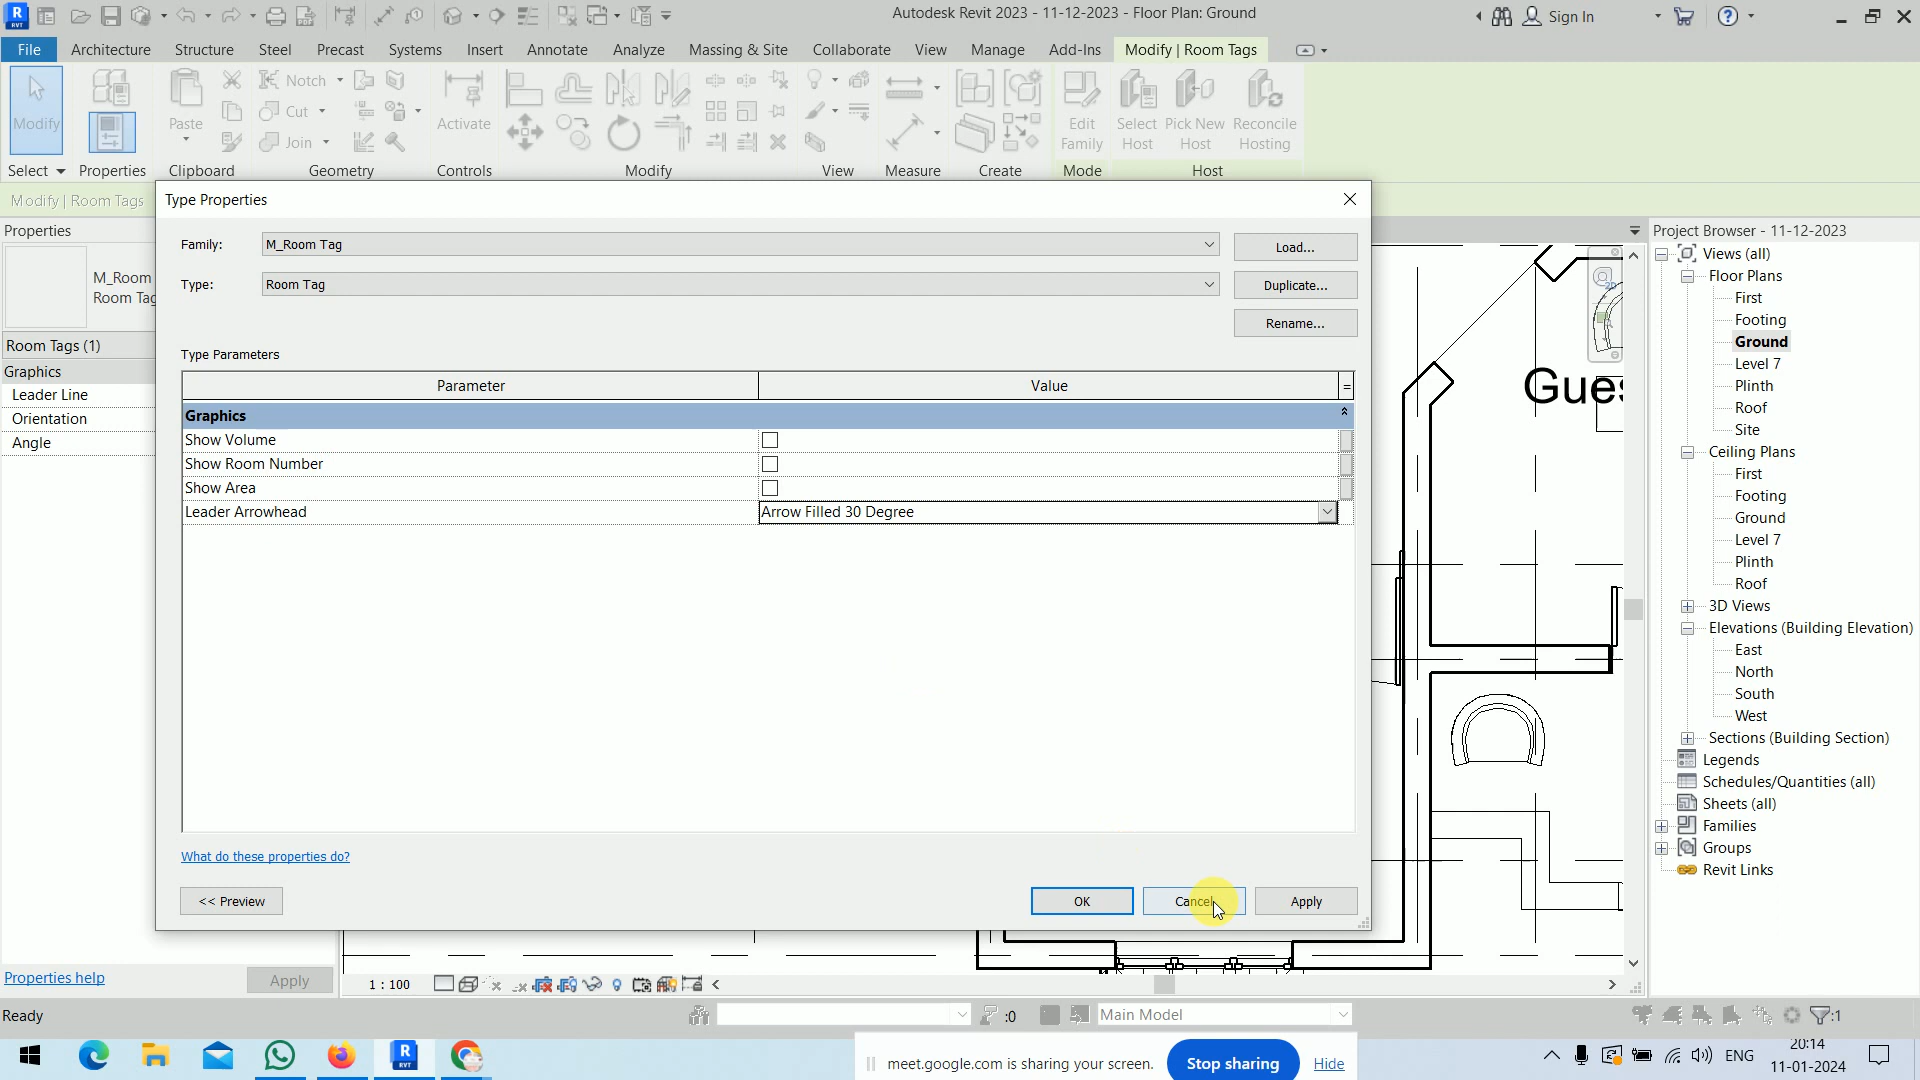 Autodesk Revit 2023 - 11-12-2023 - Floor Plan: Ground
Sign In
File Architecture Structure Steel Precast Systems Insert Annotate Analyze Massing & Site Collaborate View Manage Add-Ins Modify | Room Tags
Modify Paste Notch Cut Join Activate Edit Family Select Host Pick New Host Reconcile Hosting
Select Properties Clipboard Geometry Controls Modify View Measure Create Mode Host
Modify | Room Tags
Type Properties
Family: M_Room Tag Load...
Type: Room Tag Duplicate...
Rename...
Type Parameters
Parameter Value =
Graphics
Show Volume
Show Room Number
Show Area
Leader Arrowhead Arrow Filled 30 Degree
What do these properties do?
<< Preview OK Cancel Apply
Properties
M_Room
Room Tag
Room Tags (1)
Graphics
Leader Line
Orientation
Angle
Properties help Apply
Gues
2D
Project Browser - 11-12-2023
Views (all)
Floor Plans
First
Footing
Ground
Level 7
Plinth
Roof
Site
Ceiling Plans
First
Footing
Ground
Level 7
Plinth
Roof
3D Views
Elevations (Building Elevation)
East
North
South
West
Sections (Building Section)
Legends
Schedules/Quantities (all)
Sheets (all)
Families
Groups
Revit Links
1 : 100
Ready :0 Main Model :1
meet.google.com is sharing your screen. Stop sharing Hide
ENG
20:14
11-01-2024